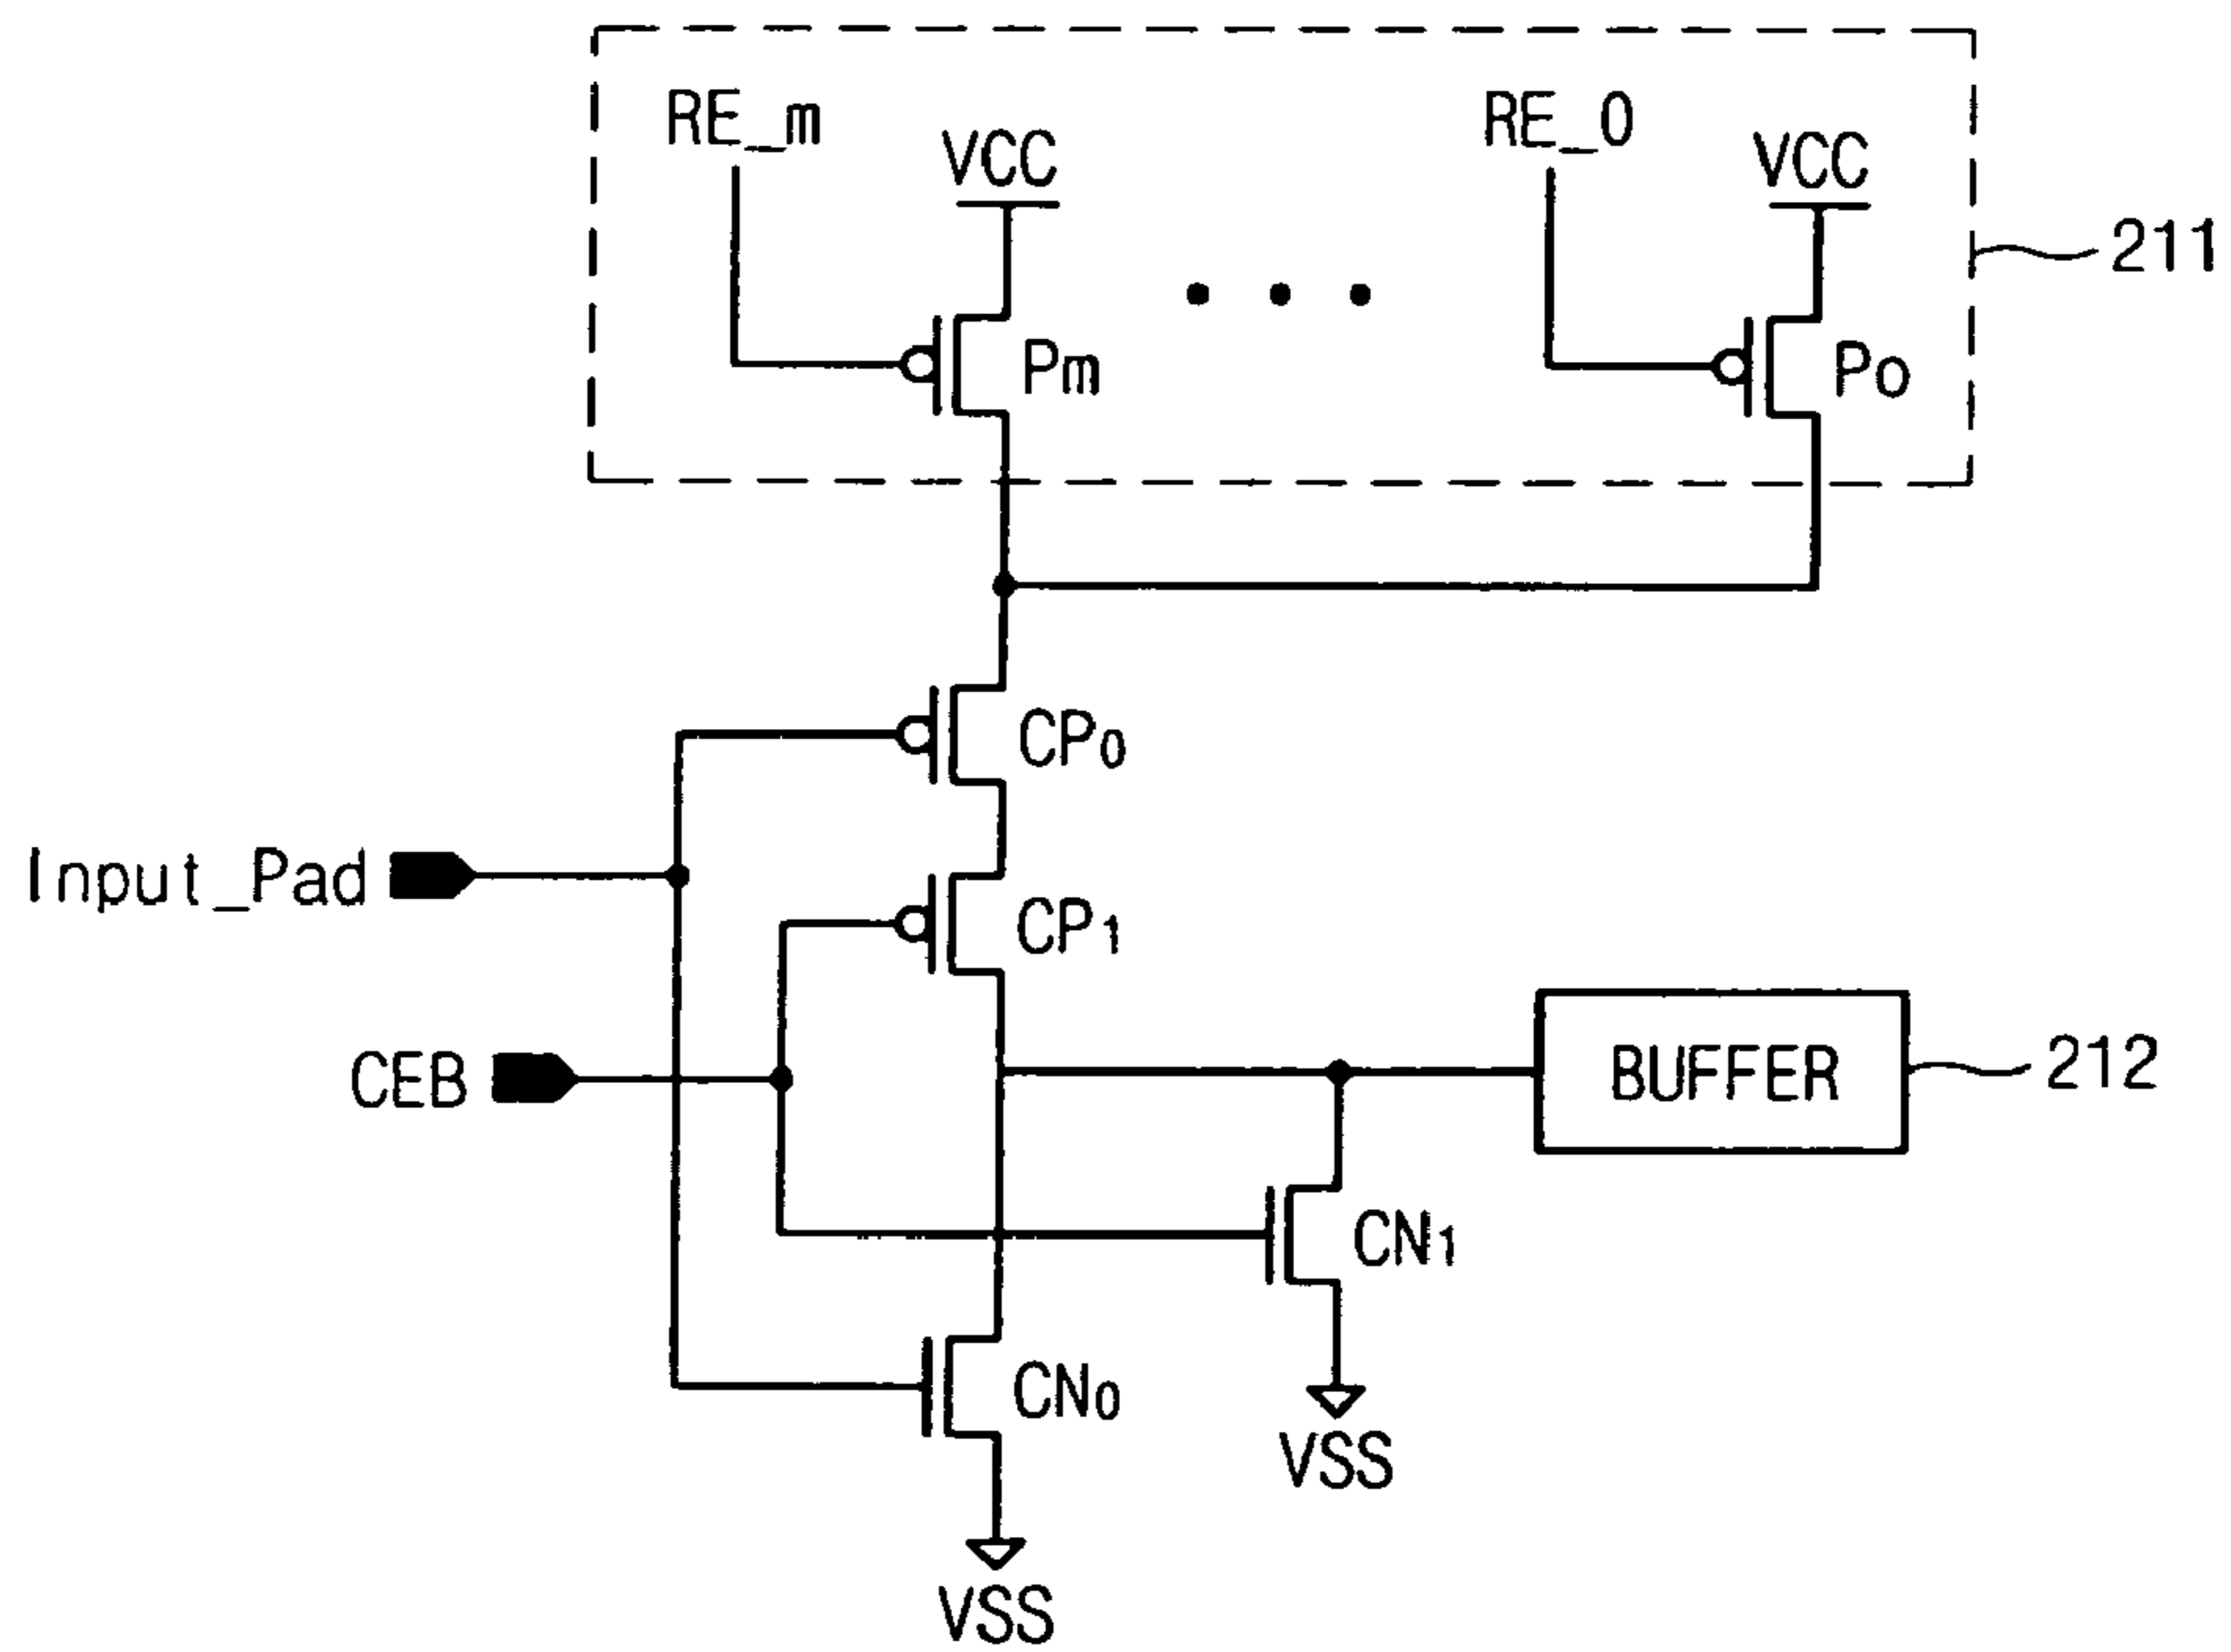 RE_m
RE_0
VCC
VCC
211
Pm
Po
CP0
Input_Pad
CP1
CEB
BUFFER
212
CN1
CN0
VSS
VSS